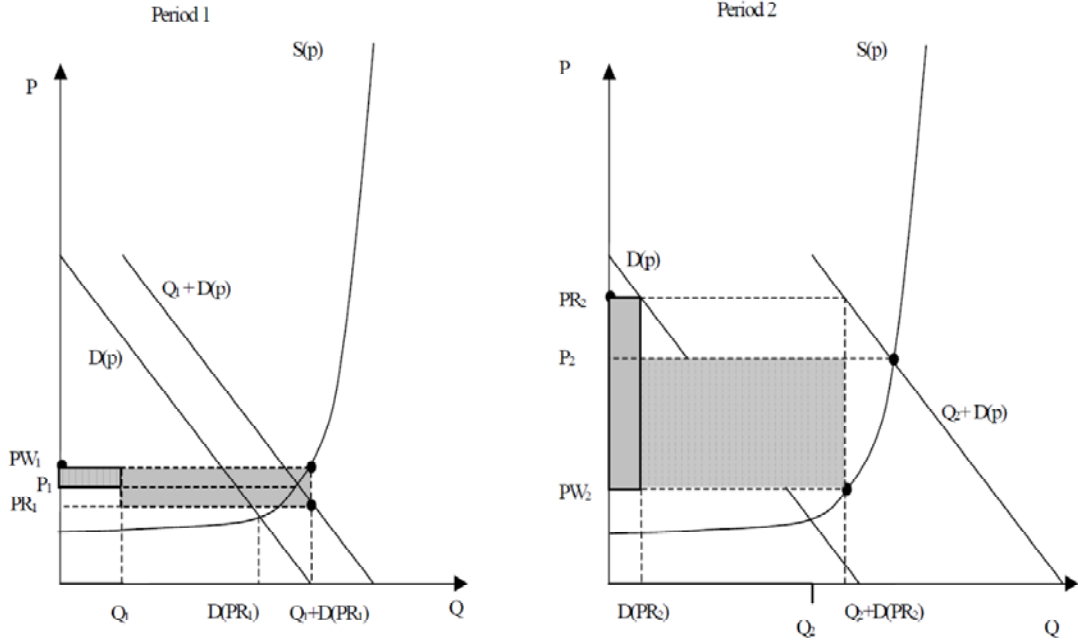 Period 1
S(p)
P
Q₁ + D(p)
D(p)
PW₁
P₁
PR₁
Q₁
D(PR₁)
Q₁+D(PR₁)
Q
Period 2
S(p)
P
D(p)
PR₂
P₂
Q₂+ D(p)
PW₂
D(PR₂)
Q₂
Q₂+D(PR₂)
Q